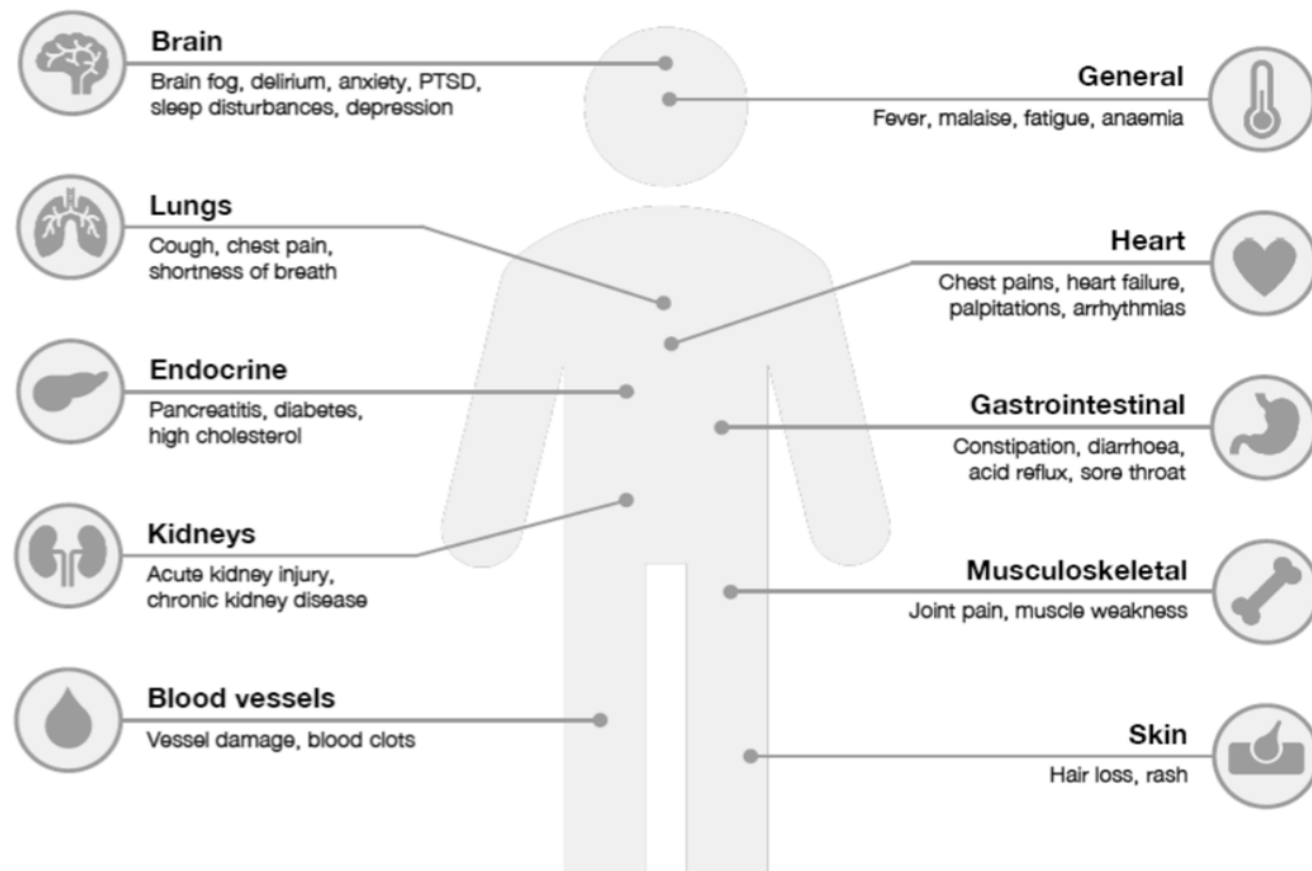 Brain
Brain fog, delirium, anxiety, PTSD,
sleep disturbances, depression
Lungs
Cough, chest pain,
shortness of breath
Endocrine
Pancreatitis, diabetes,
high cholesterol
Kidneys
Acute kidney injury,
chronic kidney disease
Blood vessels
Vessel damage, blood clots
General
Fever, malaise, fatigue, anaemia
Heart
Chest pains, heart failure,
palpitations, arrhythmias
Gastrointestinal
Constipation, diarrhoea,
acid reflux, sore throat
Musculoskeletal
Joint pain, muscle weakness
Skin
Hair loss, rash